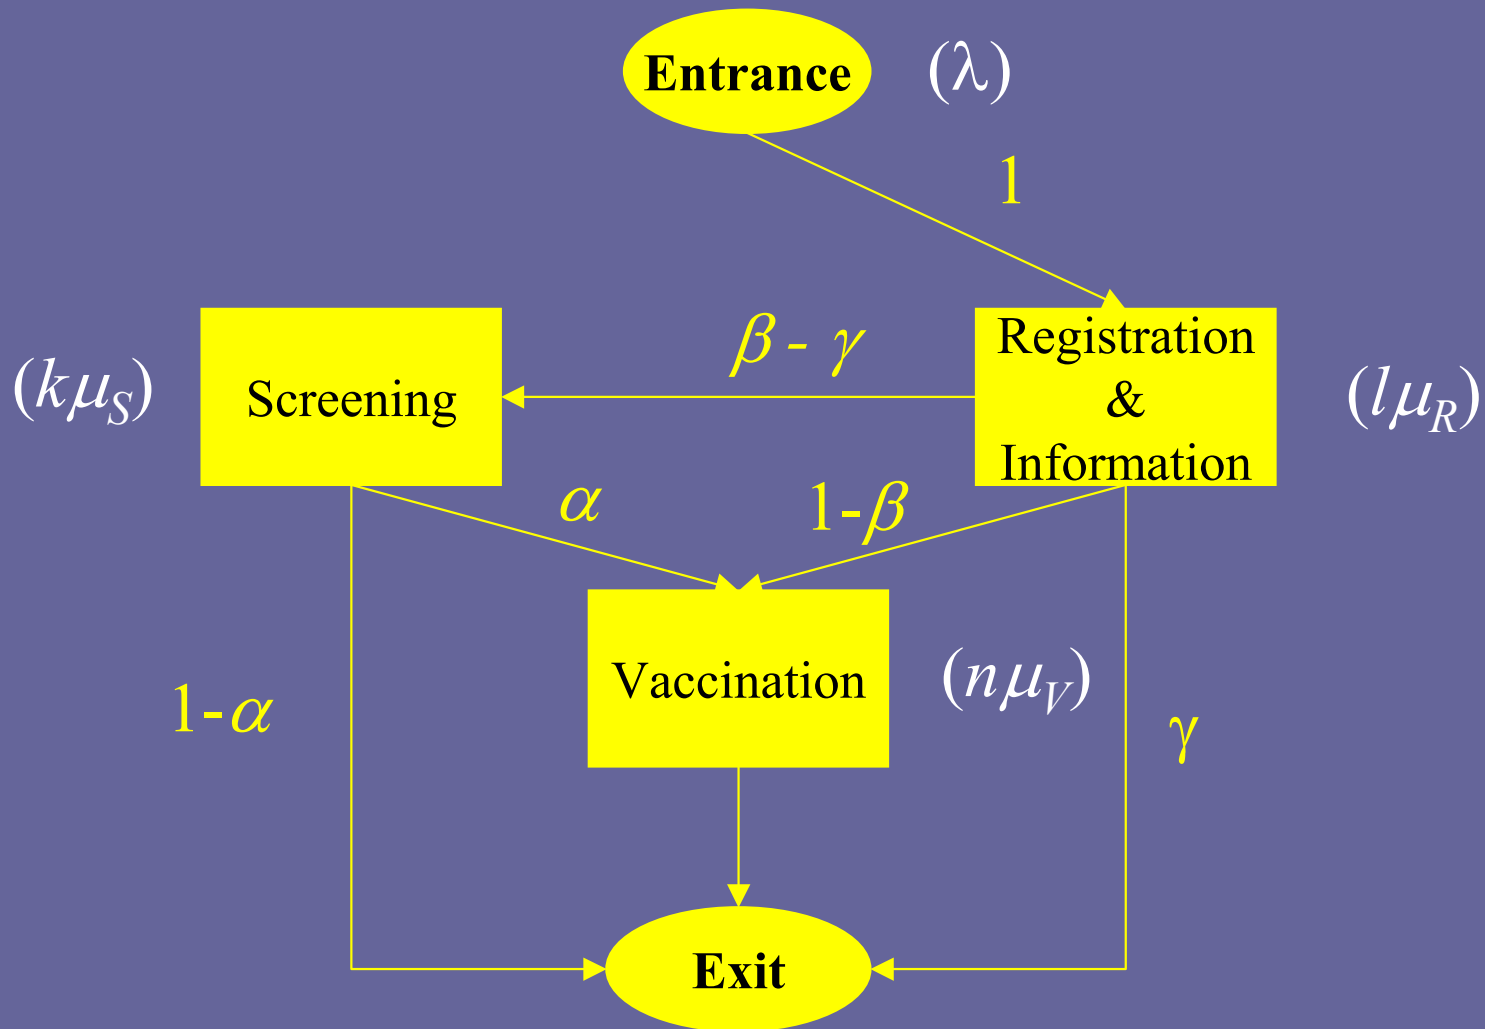 Entrance
(λ)
1
Registration
&
Information
(lμR)
β - γ
Screening
(kμS)
α
1-β
Vaccination
(nμV)
1-α
γ
Exit